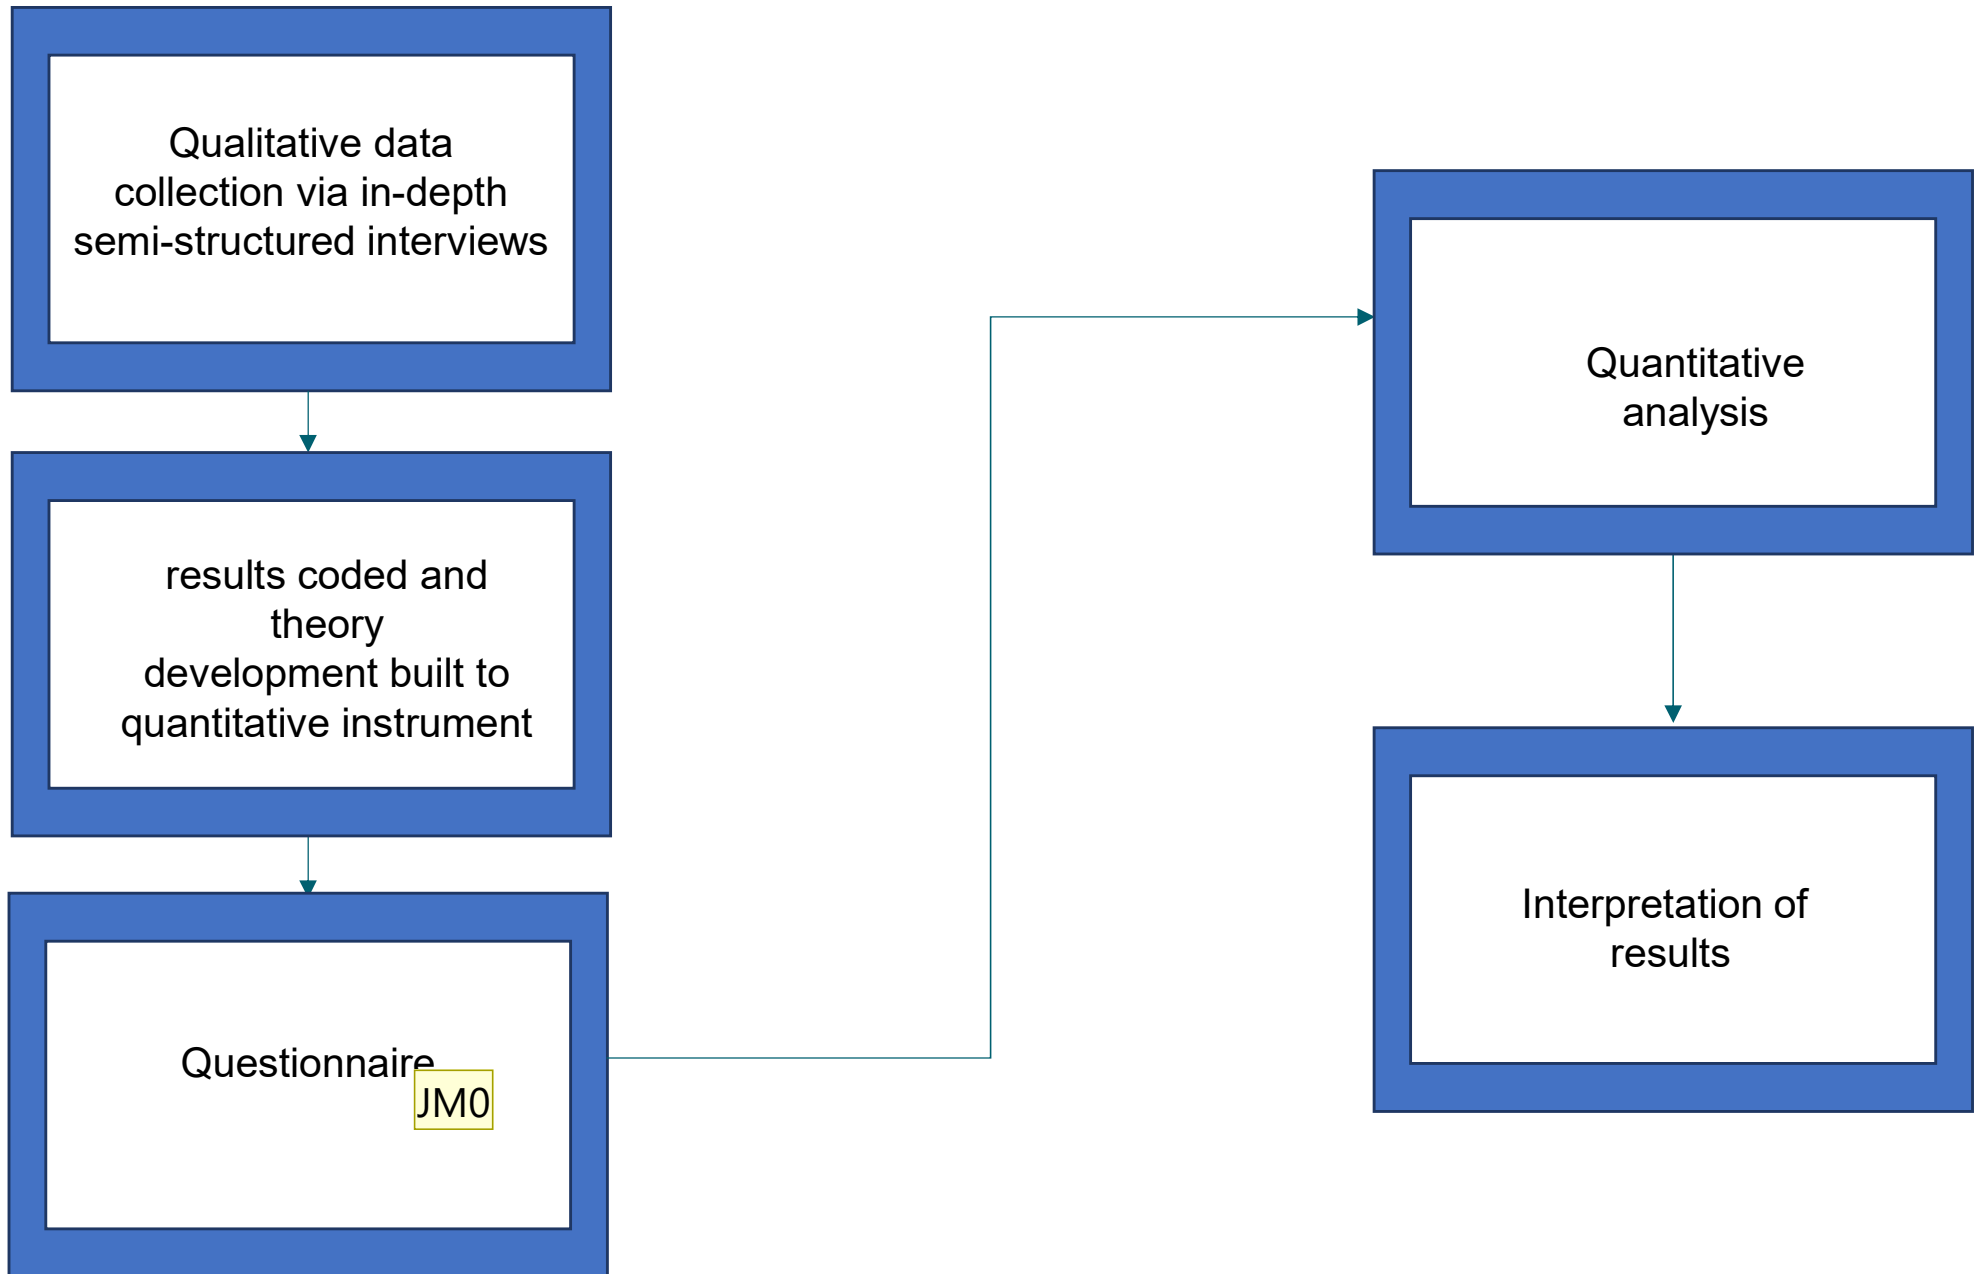 Qualitative data
collection via in-depth
semi-structured interviews
results coded and
theory
development built to
quantitative instrument
Questionnaire
JM0
Quantitative
analysis
Interpretation of
results